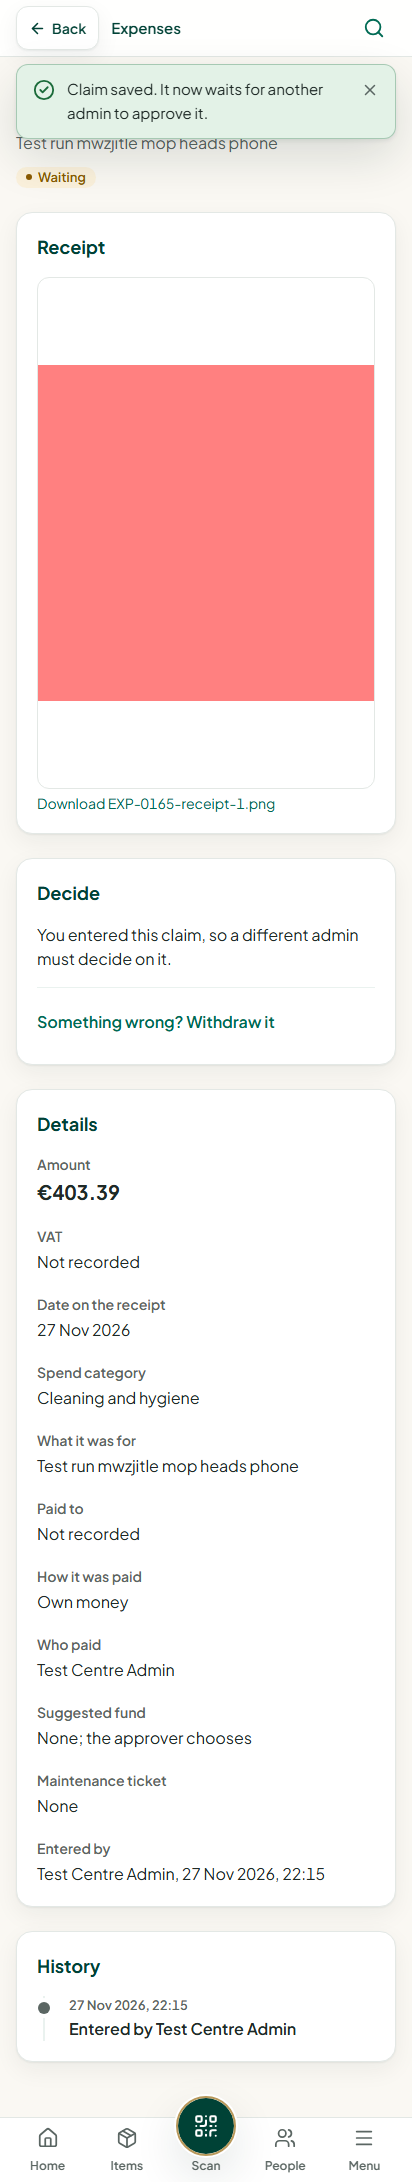 Back
Expenses
Claim saved. It now waits for another
admin to approve it.
Test run mwzjitle mop heads phone
Waiting
Receipt
Download EXP-0165-receipt-1.png
Decide
You entered this claim, so a different admin
must decide on it.
Something wrong? Withdraw it
Details
Amount
€403.39
VAT
Not recorded
Date on the receipt
27 Nov 2026
Spend category
Cleaning and hygiene
What it was for
Test run mwzjitle mop heads phone
Paid to
Not recorded
How it was paid
Own money
Who paid
Test Centre Admin
Suggested fund
None; the approver chooses
Maintenance ticket
None
Entered by
Test Centre Admin, 27 Nov 2026, 22:15
History
27 Nov 2026, 22:15
Entered by Test Centre Admin
Home
Items
Scan
People
Menu